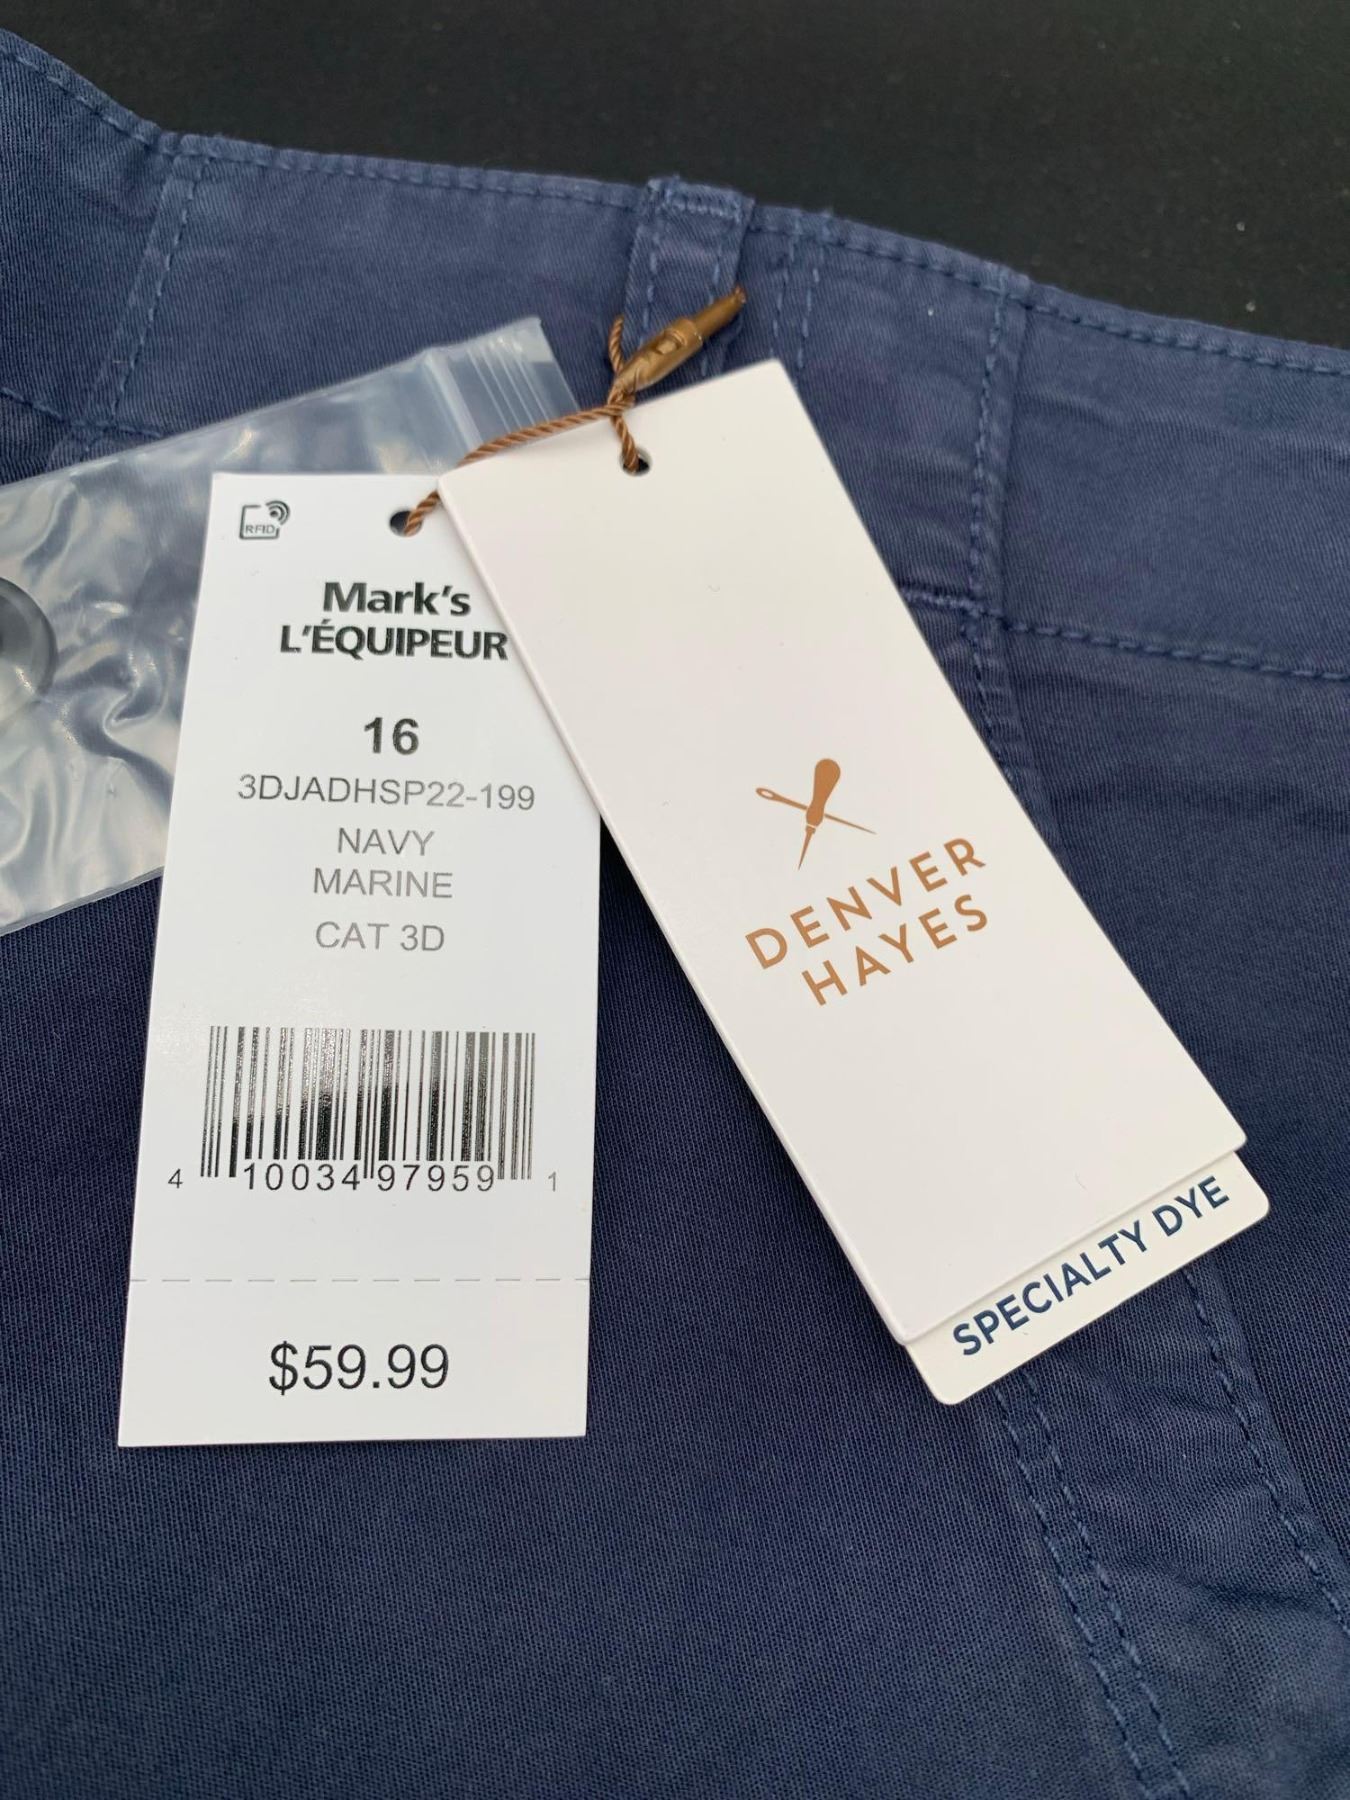 RFID
Mark's
L'ÉQUIPEUR
16
3DJADHSP22-199
NAVY
MARINE
CAT 3D
4 10034 97959 1
$59.99
DENVER
HAYES
SPECIALTY DYE